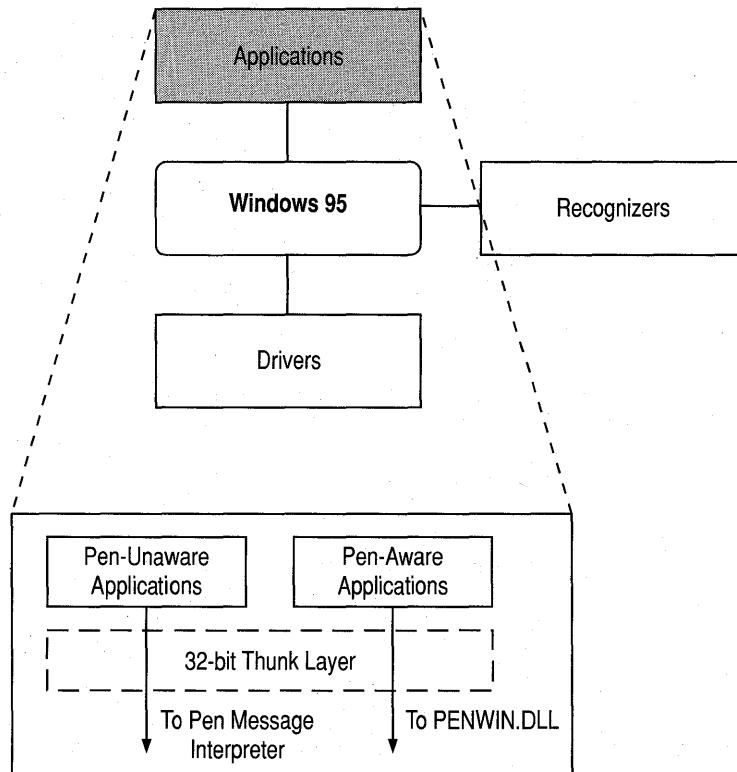 Applications
Windows 95
Recognizers
Drivers
Pen-Unaware
Applications
Pen-Aware
Applications
32-bit Thunk Layer
To Pen Message
Interpreter
To PENWIN.DLL